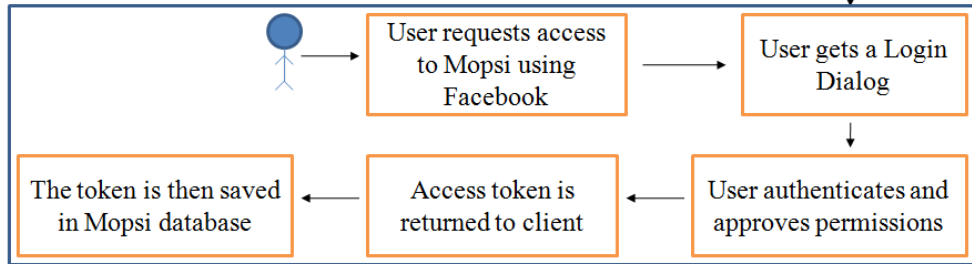 User requests access
to Mopsi using
Facebook
User gets a Login
Dialog
User authenticates and
approves permissions
Access token is
returned to client
The token is then saved
in Mopsi database